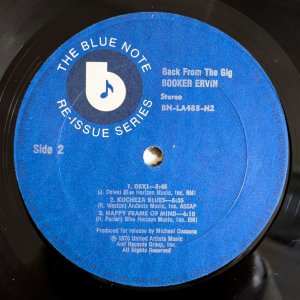 THE BLUE NOTE
RE-ISSUE SERIES
Back From The Gig
BOOKER ERVIN
Stereo
BN-LA488-H2
Side 2
1. DEXI—5:45
(J. Coles) Blue Horizon Music, Inc. BMI
2. KUCHEZA BLUES—5:35
(R. Weston) Andante Music, Inc. ASCAP
3. HAPPY FRAME OF MIND—6:10
(H. Parlan) Blue Horizon Music, Inc. BMI
Produced for release by Michael Cuscuna
℗ 1976 United Artists Music
And Records Group, Inc.
All Rights Reserved